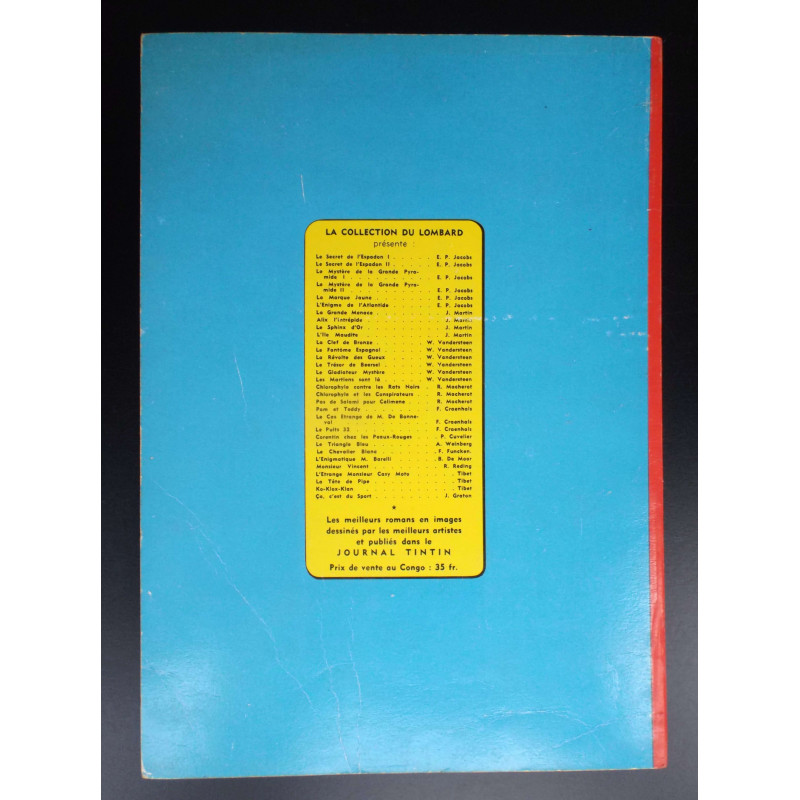 LA COLLECTION DU LOMBARD
présente :
Le Secret de l'Espadon I . . . . . E. P. Jacobs
Le Secret de l'Espadon II . . . . . E. P. Jacobs
Le Mystère de la Grande Pyra-
mide I . . . . . E. P. Jacobs
Le Mystère de la Grande Pyra-
mide II . . . . . E. P. Jacobs
La Marque Jaune . . . . . E. P. Jacobs
L'Enigme de l'Atlantide . . . . . E. P. Jacobs
La Grande Menace . . . . . J. Martin
Alix l'intrépide . . . . . J. Martin
Le Sphinx d'Or . . . . . J. Martin
L'Ile Maudite . . . . . J. Martin
La Clef de Bronze . . . . . W. Vandersteen
Le Fantôme Espagnol . . . . . W. Vandersteen
La Révolte des Gueux . . . . . W. Vandersteen
Le Trésor de Beersel . . . . . W. Vandersteen
Le Gladiateur Mystère . . . . . W. Vandersteen
Les Martiens sont là . . . . . W. Vandersteen
Chlorophylle contre les Rats Noirs . R. Macherot
Chlorophylle et les Conspirateurs . . R. Macherot
Pas de Salami pour Celimene . . . R. Macherot
Pom et Teddy . . . . . F. Craenhals
Le Cas Etrange de M. De Bonne-
val . . . . . F. Craenhals
Le Puits 32 . . . . . F. Craenhals
Corentin chez les Peaux-Rouges . . P. Cuvelier
Le Triangle Bleu . . . . . A. Weinberg
Le Chevalier Blanc . . . . . F. Funcken.
L'Enigmatique M. Barelli . . . . . B. De Moor
Monsieur Vincent . . . . . R. Reding
L'Etrange Monsieur Casy Moto . . . Tibet
La Tête de Pipe . . . . . Tibet
Ko-Klox-Klan . . . . . Tibet
Ça, c'est du Sport . . . . . J. Graton
★
Les meilleurs romans en images
dessinés par les meilleurs artistes
et publiés dans le
JOURNAL TINTIN
Prix de vente au Congo : 35 fr.